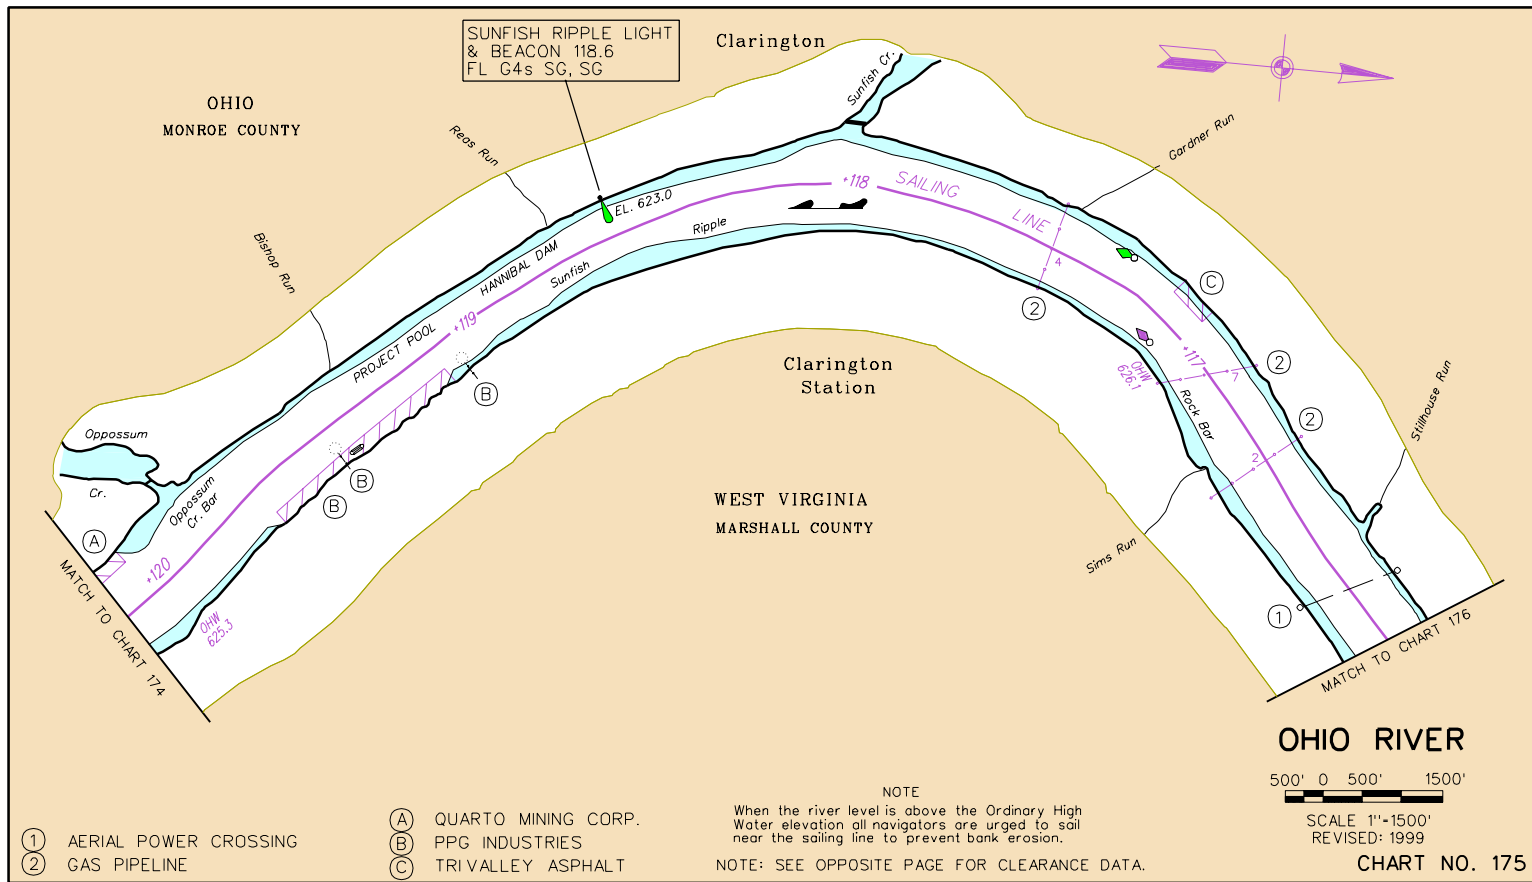 SUNFISH RIPPLE LIGHT
& BEACON 118.6
FL G4s SG, SG
Clarington
Sunfish Cr.
OHIO
MONROE COUNTY
Reas Run
Gardner Run
+118
SAILING
LINE
EL. 623.0
Ripple
Bishop Run
HANNIBAL DAM
Sunfish
4
2
C
PROJECT POOL
+119
Clarington
Station
+117
OHW
626.1
7
2
B
Rock Bar
Stillhouse Run
2
2
Oppossum
Cr.
Oppossum
Cr. Bar
B
B
WEST VIRGINIA
MARSHALL COUNTY
Sims Run
A
+120
OHW
625.3
1
MATCH TO CHART 174
MATCH TO CHART 176
OHIO RIVER
500' 0 500' 1500'
SCALE 1"-1500'
REVISED: 1999
CHART NO. 175
NOTE
When the river level is above the Ordinary High
Water elevation all navigators are urged to sail
near the sailing line to prevent bank erosion.
NOTE: SEE OPPOSITE PAGE FOR CLEARANCE DATA.
1 AERIAL POWER CROSSING
2 GAS PIPELINE
A QUARTO MINING CORP.
B PPG INDUSTRIES
C TRIVALLEY ASPHALT